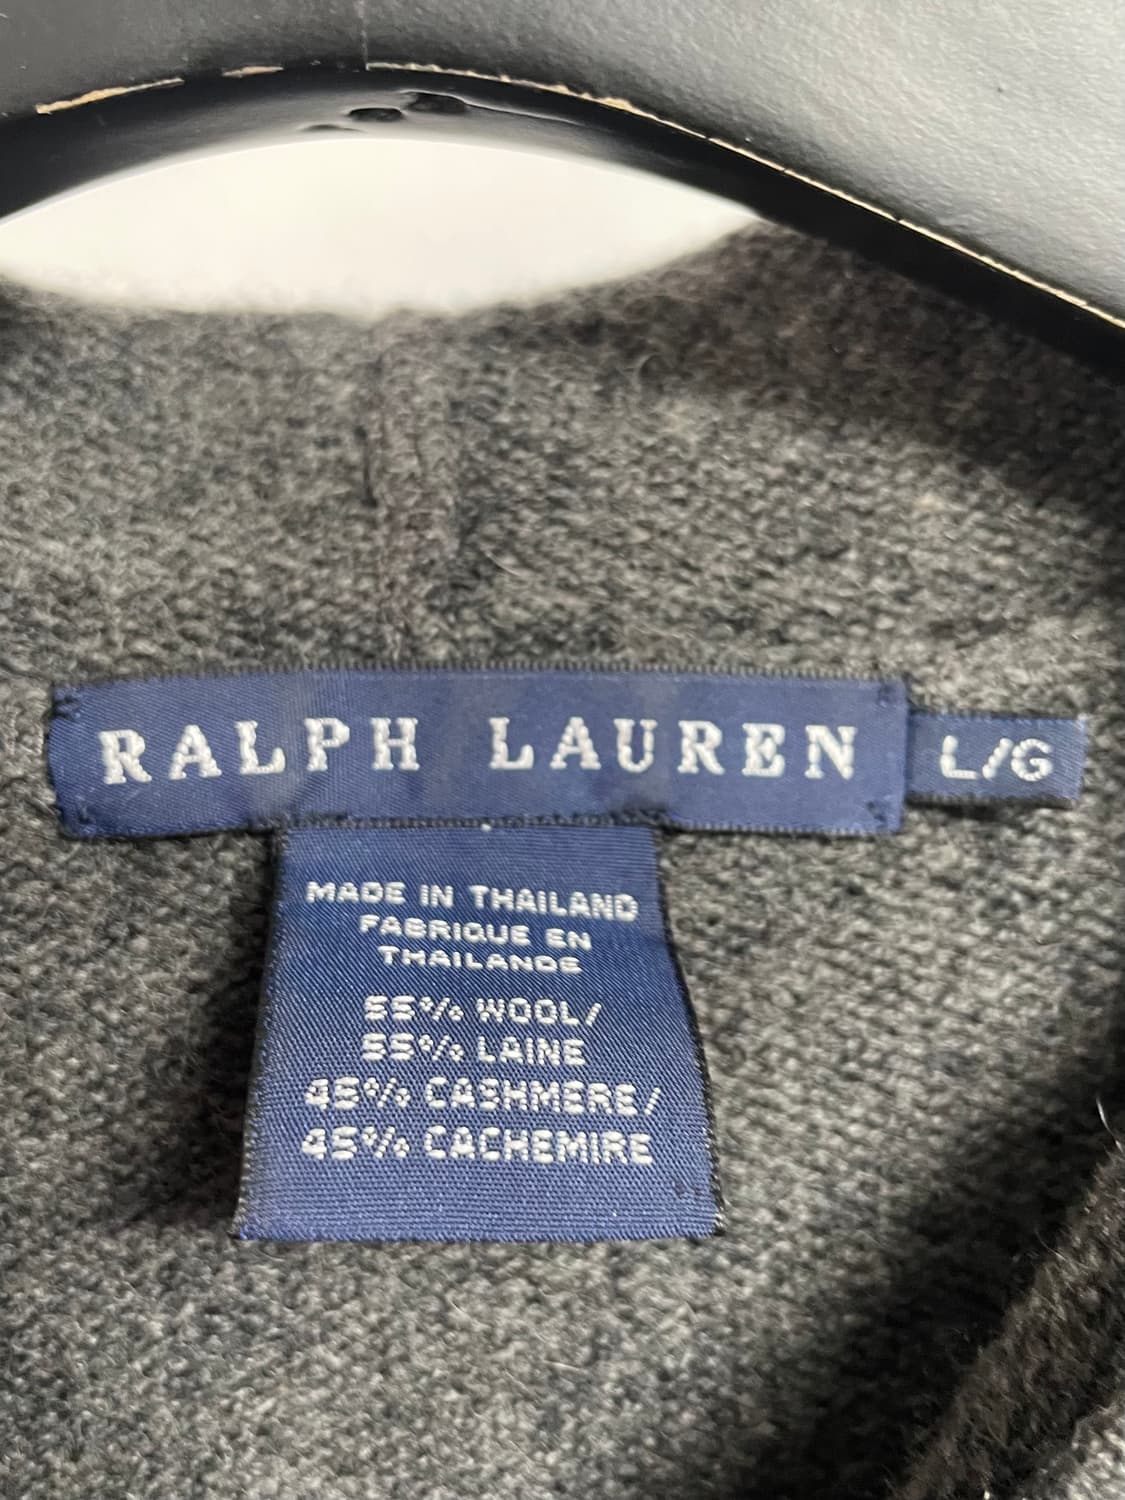 RALPH LAUREN
L/G
MADE IN THAILAND
FABRIQUE EN
THAILANDE
55% WOOL/
55% LAINE
45% CASHMERE/
45% CACHEMIRE